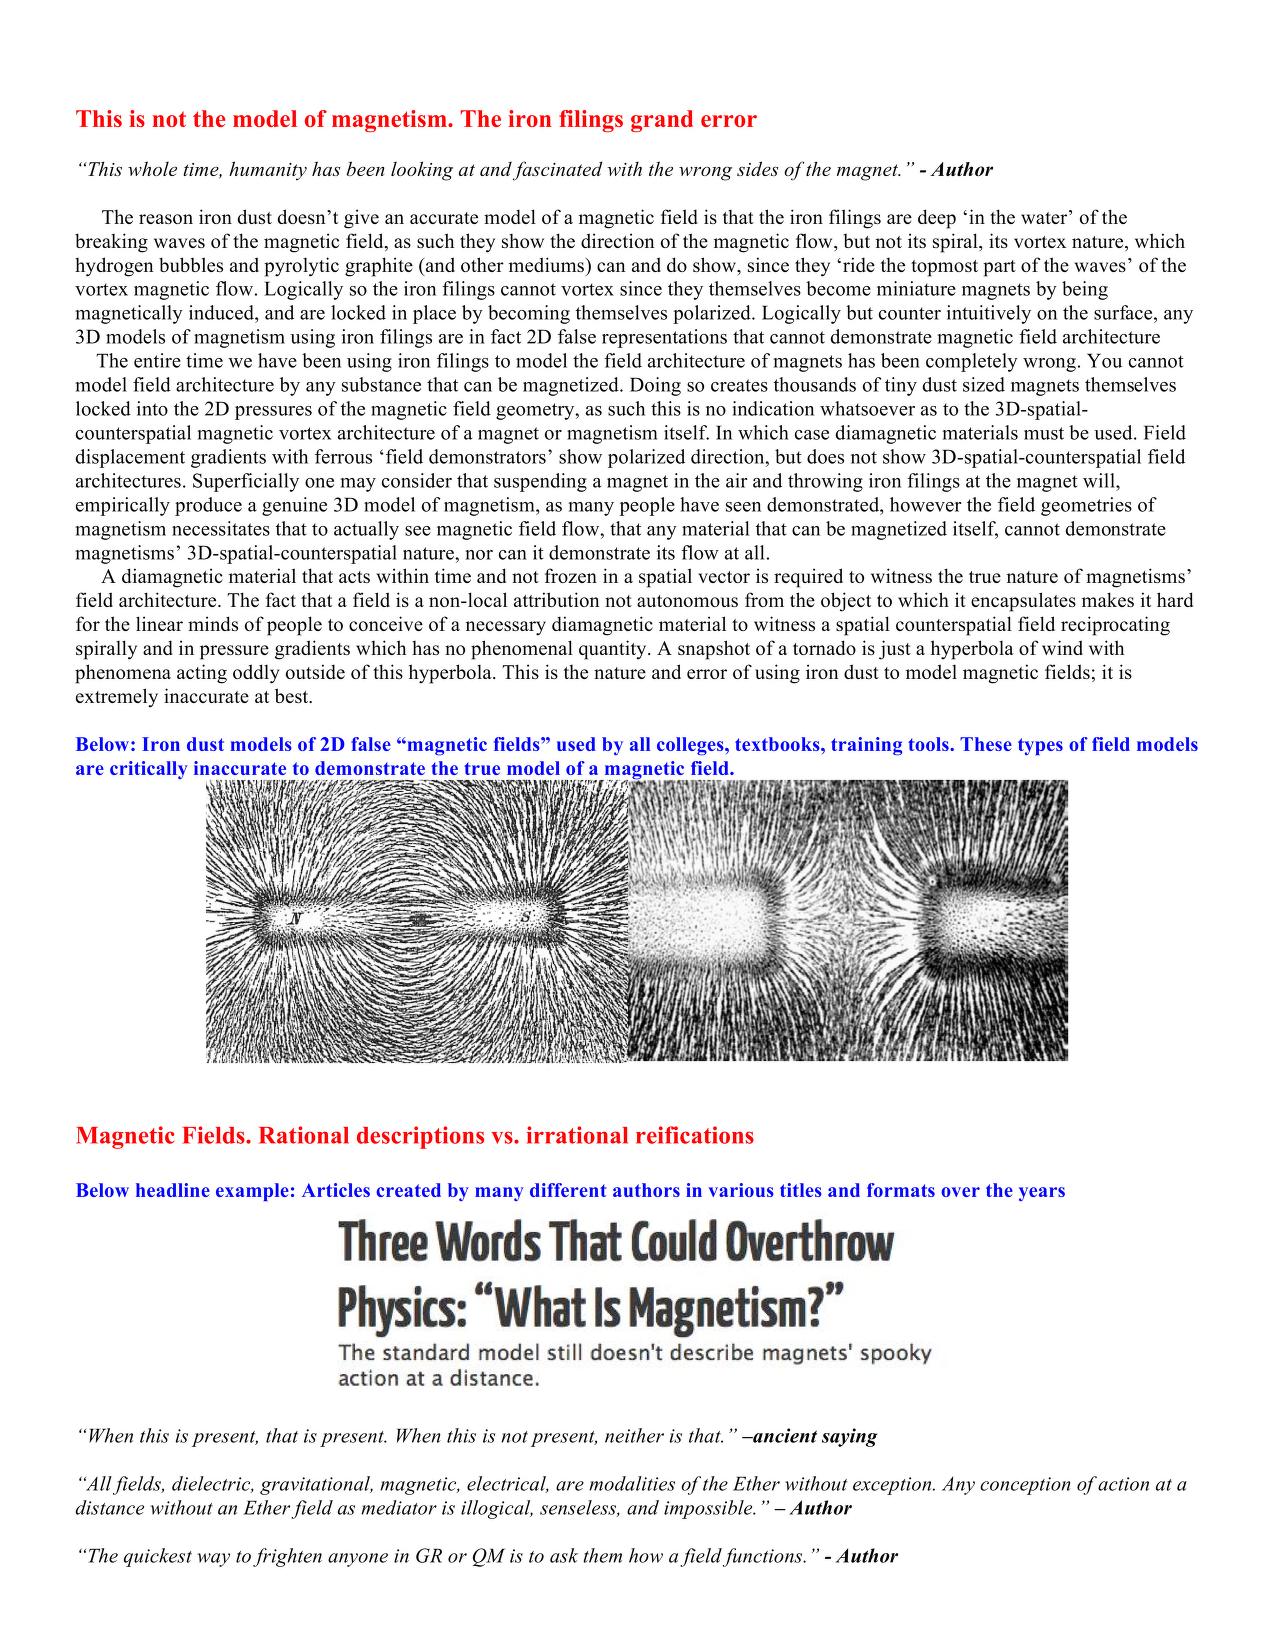 This is not the model of magnetism. The iron filings grand error
“This whole time, humanity has been looking at and fascinated with the wrong sides of the magnet.” - Author
The reason iron dust doesn’t give an accurate model of a magnetic field is that the iron filings are deep ‘in the water’ of the
breaking waves of the magnetic field, as such they show the direction of the magnetic flow, but not its spiral, its vortex nature, which
hydrogen bubbles and pyrolytic graphite (and other mediums) can and do show, since they ‘ride the topmost part of the waves’ of the
vortex magnetic flow. Logically so the iron filings cannot vortex since they themselves become miniature magnets by being
magnetically induced, and are locked in place by becoming themselves polarized. Logically but counter intuitively on the surface, any
3D models of magnetism using iron filings are in fact 2D false representations that cannot demonstrate magnetic field architecture
The entire time we have been using iron filings to model the field architecture of magnets has been completely wrong. You cannot
model field architecture by any substance that can be magnetized. Doing so creates thousands of tiny dust sized magnets themselves
locked into the 2D pressures of the magnetic field geometry, as such this is no indication whatsoever as to the 3D-spatial-
counterspatial magnetic vortex architecture of a magnet or magnetism itself. In which case diamagnetic materials must be used. Field
displacement gradients with ferrous ‘field demonstrators’ show polarized direction, but does not show 3D-spatial-counterspatial field
architectures. Superficially one may consider that suspending a magnet in the air and throwing iron filings at the magnet will,
empirically produce a genuine 3D model of magnetism, as many people have seen demonstrated, however the field geometries of
magnetism necessitates that to actually see magnetic field flow, that any material that can be magnetized itself, cannot demonstrate
magnetisms’ 3D-spatial-counterspatial nature, nor can it demonstrate its flow at all.
A diamagnetic material that acts within time and not frozen in a spatial vector is required to witness the true nature of magnetisms’
field architecture. The fact that a field is a non-local attribution not autonomous from the object to which it encapsulates makes it hard
for the linear minds of people to conceive of a necessary diamagnetic material to witness a spatial counterspatial field reciprocating
spirally and in pressure gradients which has no phenomenal quantity. A snapshot of a tornado is just a hyperbola of wind with
phenomena acting oddly outside of this hyperbola. This is the nature and error of using iron dust to model magnetic fields; it is
extremely inaccurate at best.
Below: Iron dust models of 2D false “magnetic fields” used by all colleges, textbooks, training tools. These types of field models
are critically inaccurate to demonstrate the true model of a magnetic field.
N S
Magnetic Fields. Rational descriptions vs. irrational reifications
Below headline example: Articles created by many different authors in various titles and formats over the years
Three Words That Could Overthrow
Physics: “What Is Magnetism?”
The standard model still doesn't describe magnets' spooky
action at a distance.
“When this is present, that is present. When this is not present, neither is that.” –ancient saying
“All fields, dielectric, gravitational, magnetic, electrical, are modalities of the Ether without exception. Any conception of action at a
distance without an Ether field as mediator is illogical, senseless, and impossible.” – Author
“The quickest way to frighten anyone in GR or QM is to ask them how a field functions.” - Author